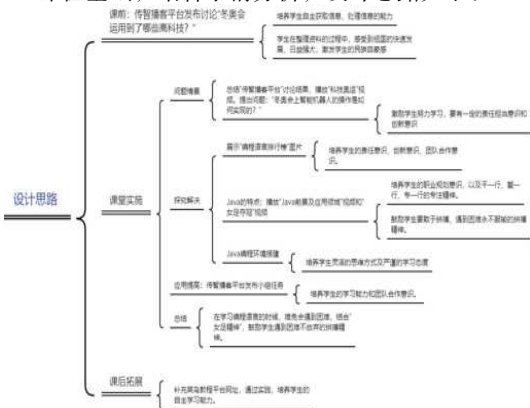 课前：传智播客平台发布讨论"冬奥会
运用到了哪些高科技？"
培养学生自主获取信息、处理信息的能力
学生在整理资料的过程中，感受到祖国的快速发
展、日益强大，激发学生的民族自豪感
设计思路
课堂实施
问题情景
总结"传智播客平台"讨论结果，播放"科技奥运"视
频。提出问题："冬奥会上智能机器人的操作是如
何实现的？"
激励学生努力学习，要有一定的责任担当意识和
创新意识
探究解决
展示"编程语言排行榜"图片
培养学生的责任意识、创新意识、团队合作意
识。
Java的特点：播放"Java前景及应用领域"视频和"
女足夺冠"视频
培养学生的职业规划意识，以及干一行、爱一
行、专一行的专注精神。
鼓励学生要敢于拼搏，遇到困难永不服输的拼搏
精神。
Java编程环境搭建
培养学生灵活的思维方式及严谨的学习态度
应用提高：传智播客平台发布小组任务
培养学生的学习能力和团队合作意识。
总结
在学习编程语言的时候，难免会遇到困难，结合"
女足精神"，鼓励学生遇到困难不放弃的拼搏精
神。
课后拓展
补充菜鸟教程平台网址，通过实践，培养学生的
自主学习能力。